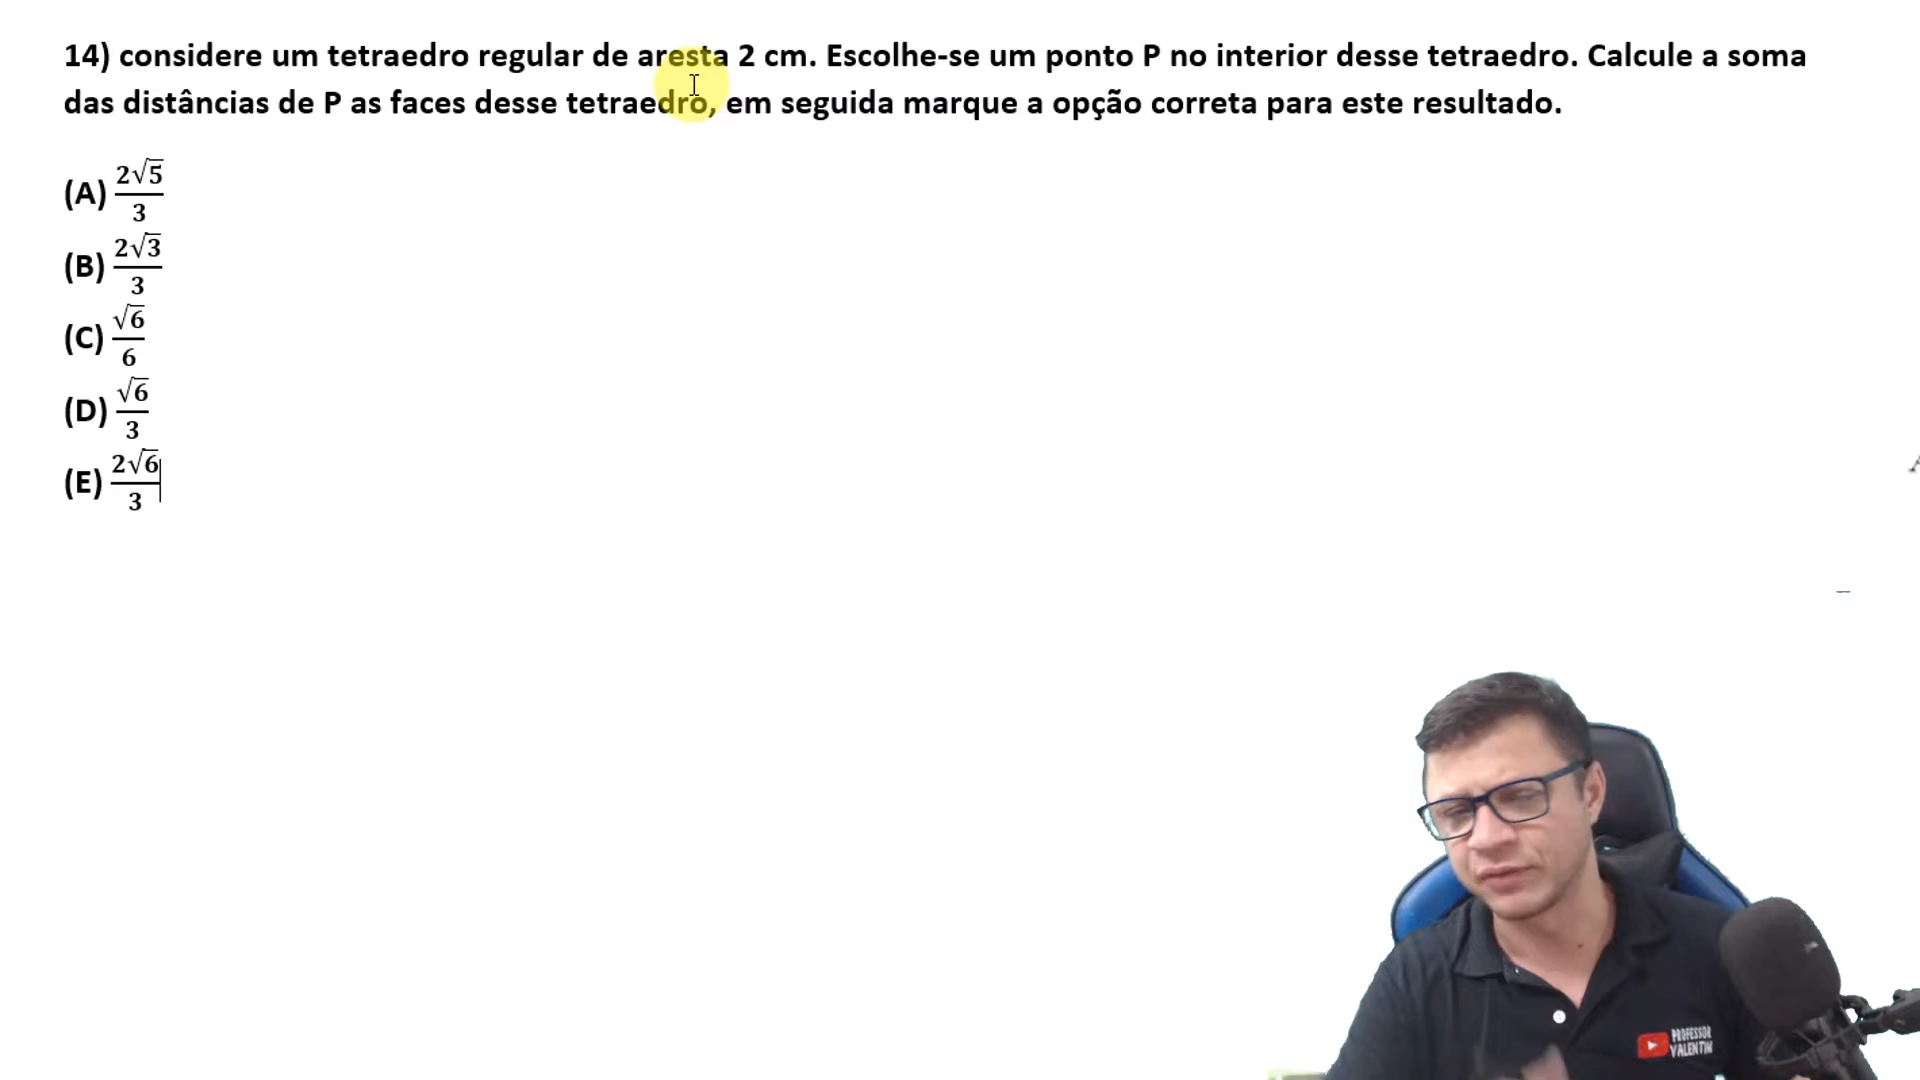 14) considere um tetraedro regular de aresta 2 cm. Escolhe-se um ponto P no interior desse tetraedro. Calcule a soma
das distâncias de P as faces desse tetraedro, em seguida marque a opção correta para este resultado.
(A) 2√5/3
(B) 2√3/3
(C) √6/6
(D) √6/3
(E) 2√6/3
PROFESSOR
VALENTIM